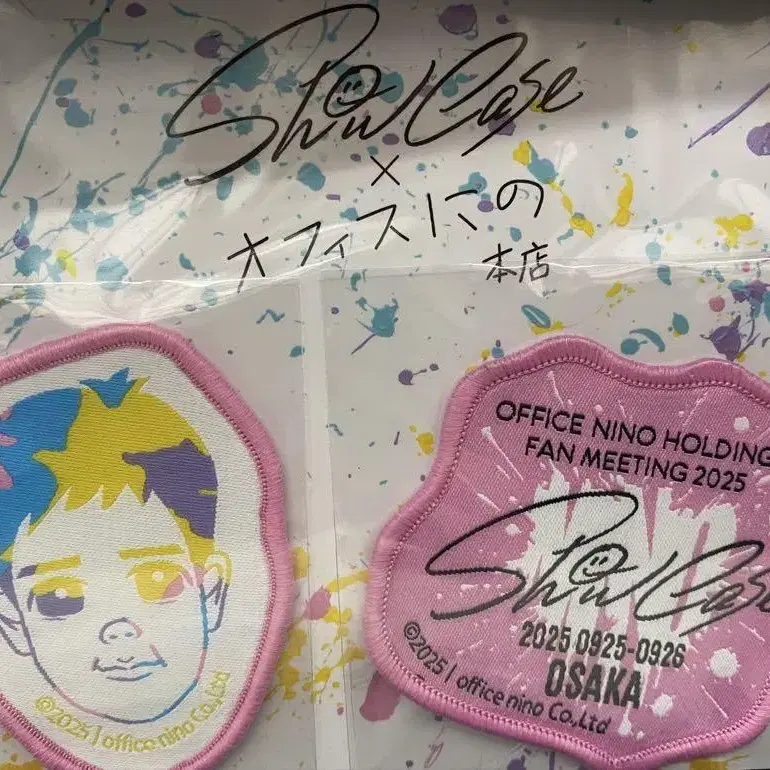 ShowCase
×
オフィスにの
本店
OFFICE NINO HOLDING
FAN MEETING 2025
NINO
ShowCase
2025 0925-0926
OSAKA
©2025 | office nino Co.,Ltd
©2025 | office nino Co.,Ltd